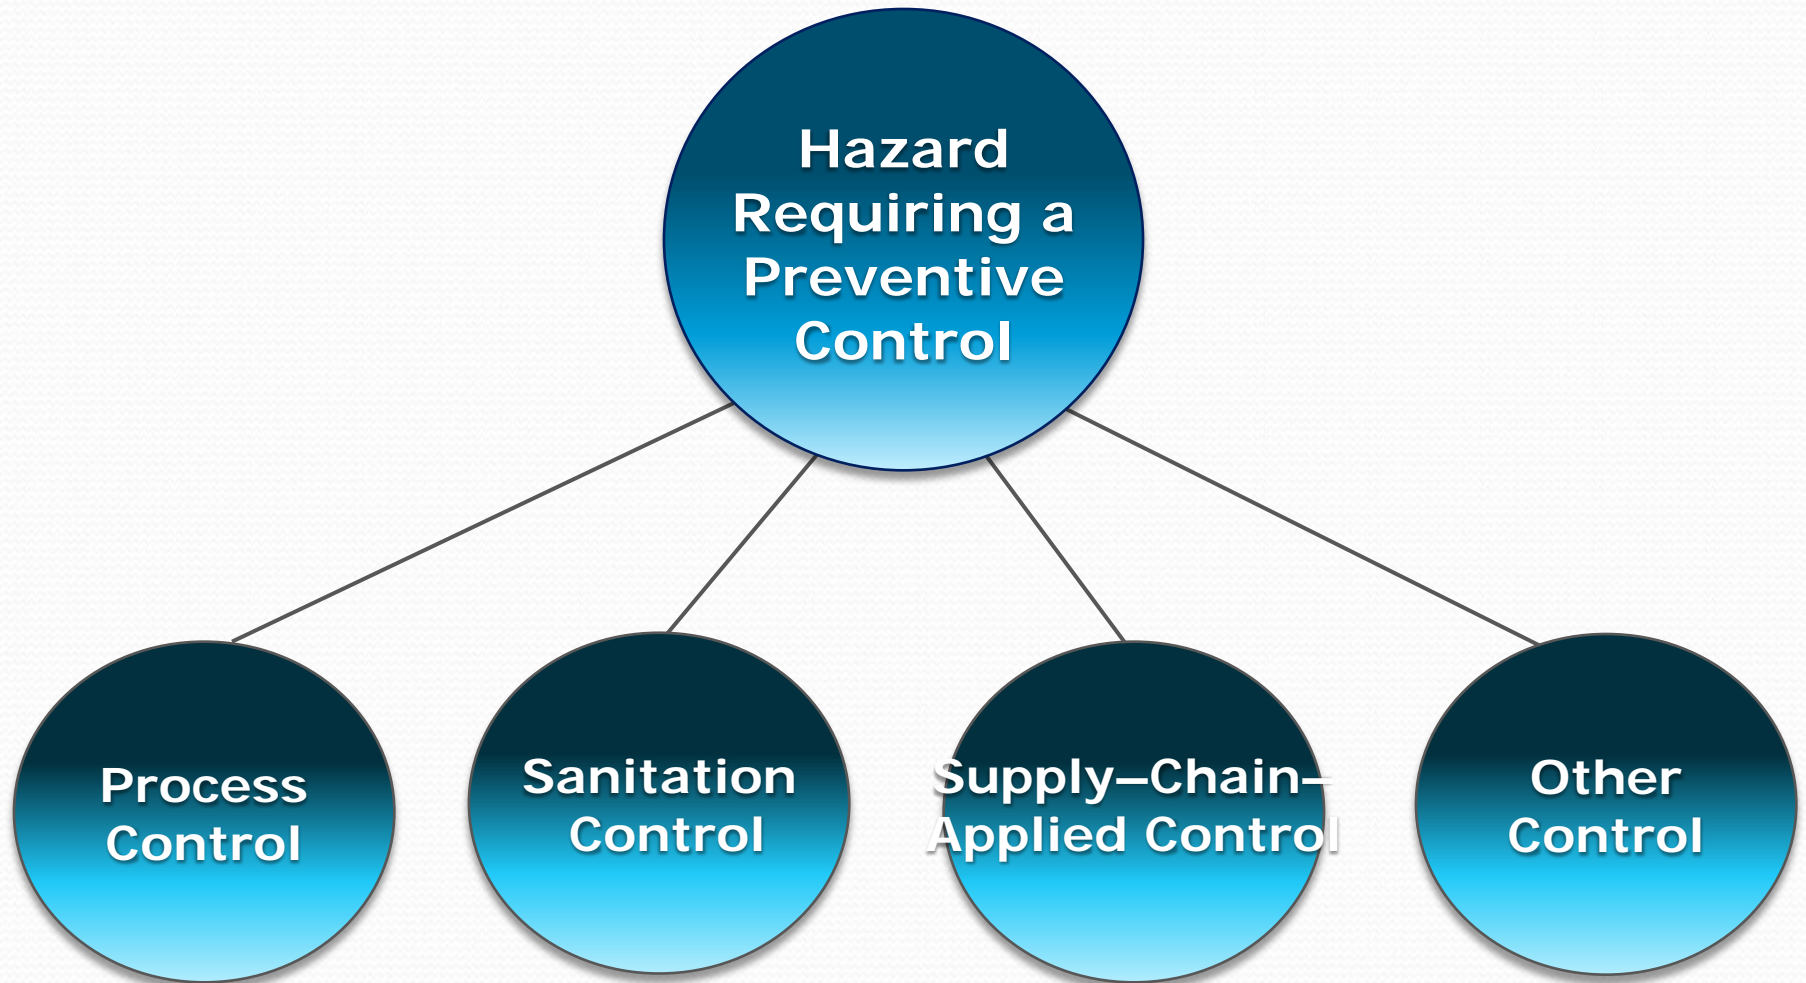 Hazard
Requiring a
Preventive
Control
Process
Control
Sanitation
Control
Supply–Chain–
Applied Control
Other
Control